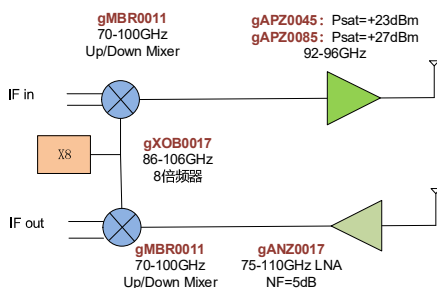 gMBR0011
70-100GHz
Up/Down Mixer
gAPZ0045: Psat=+23dBm
gAPZ0085: Psat=+27dBm
92-96GHz
IF in
X8
gXOB0017
86-106GHz
8倍频器
IF out
gMBR0011
70-100GHz
Up/Down Mixer
gANZ0017
75-110GHz LNA
NF=5dB